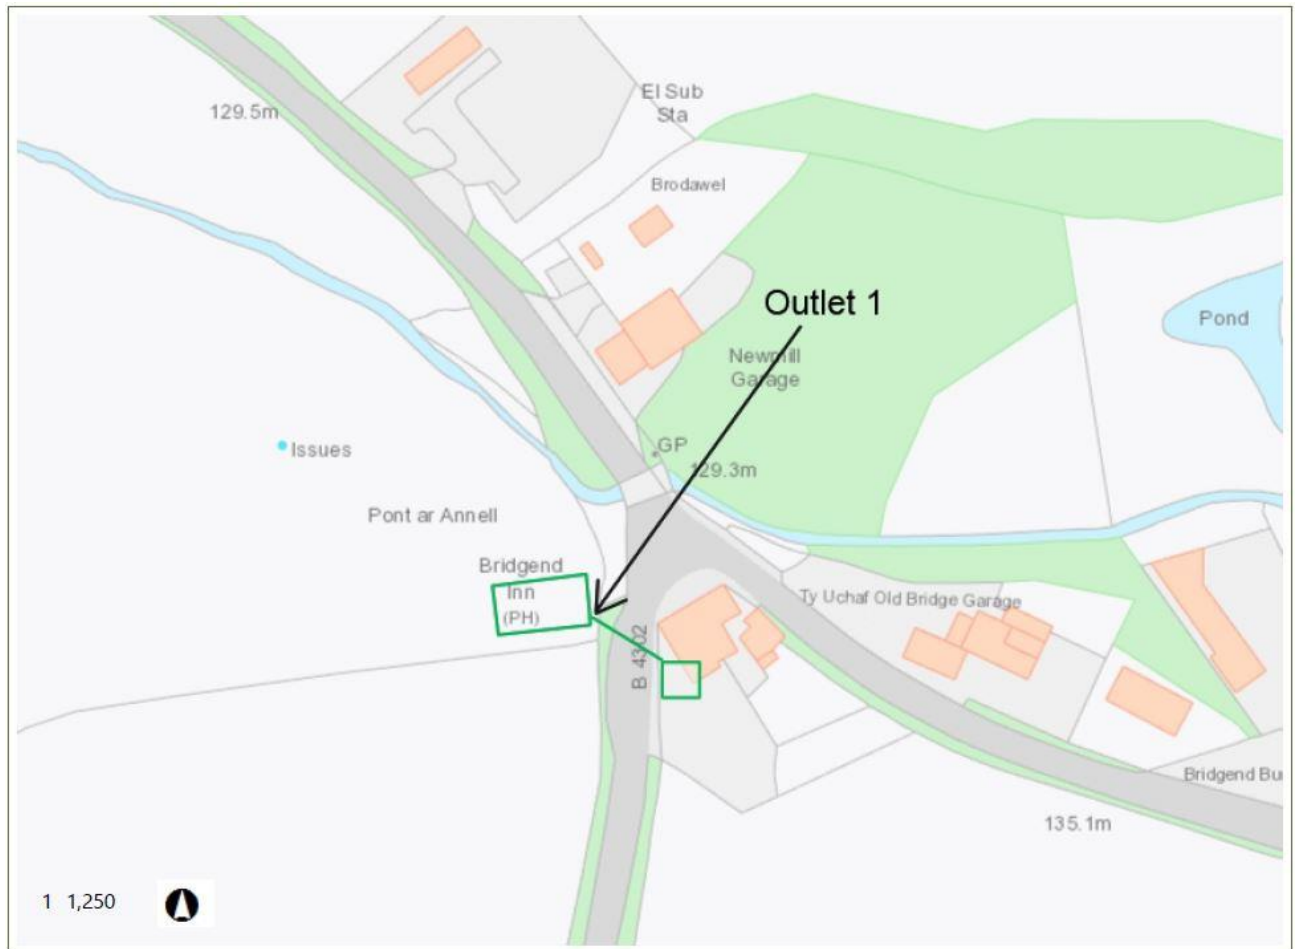 129.5m
El Sub
Sta
Brodawel
Outlet 1
Pond
Newmill
Garage
GP
129.3m
Issues
Pont ar Annell
Bridgend
Inn
(PH)
Ty Uchaf Old Bridge Garage
B 4302
Bridgend Bu
135.1m
1 1,250